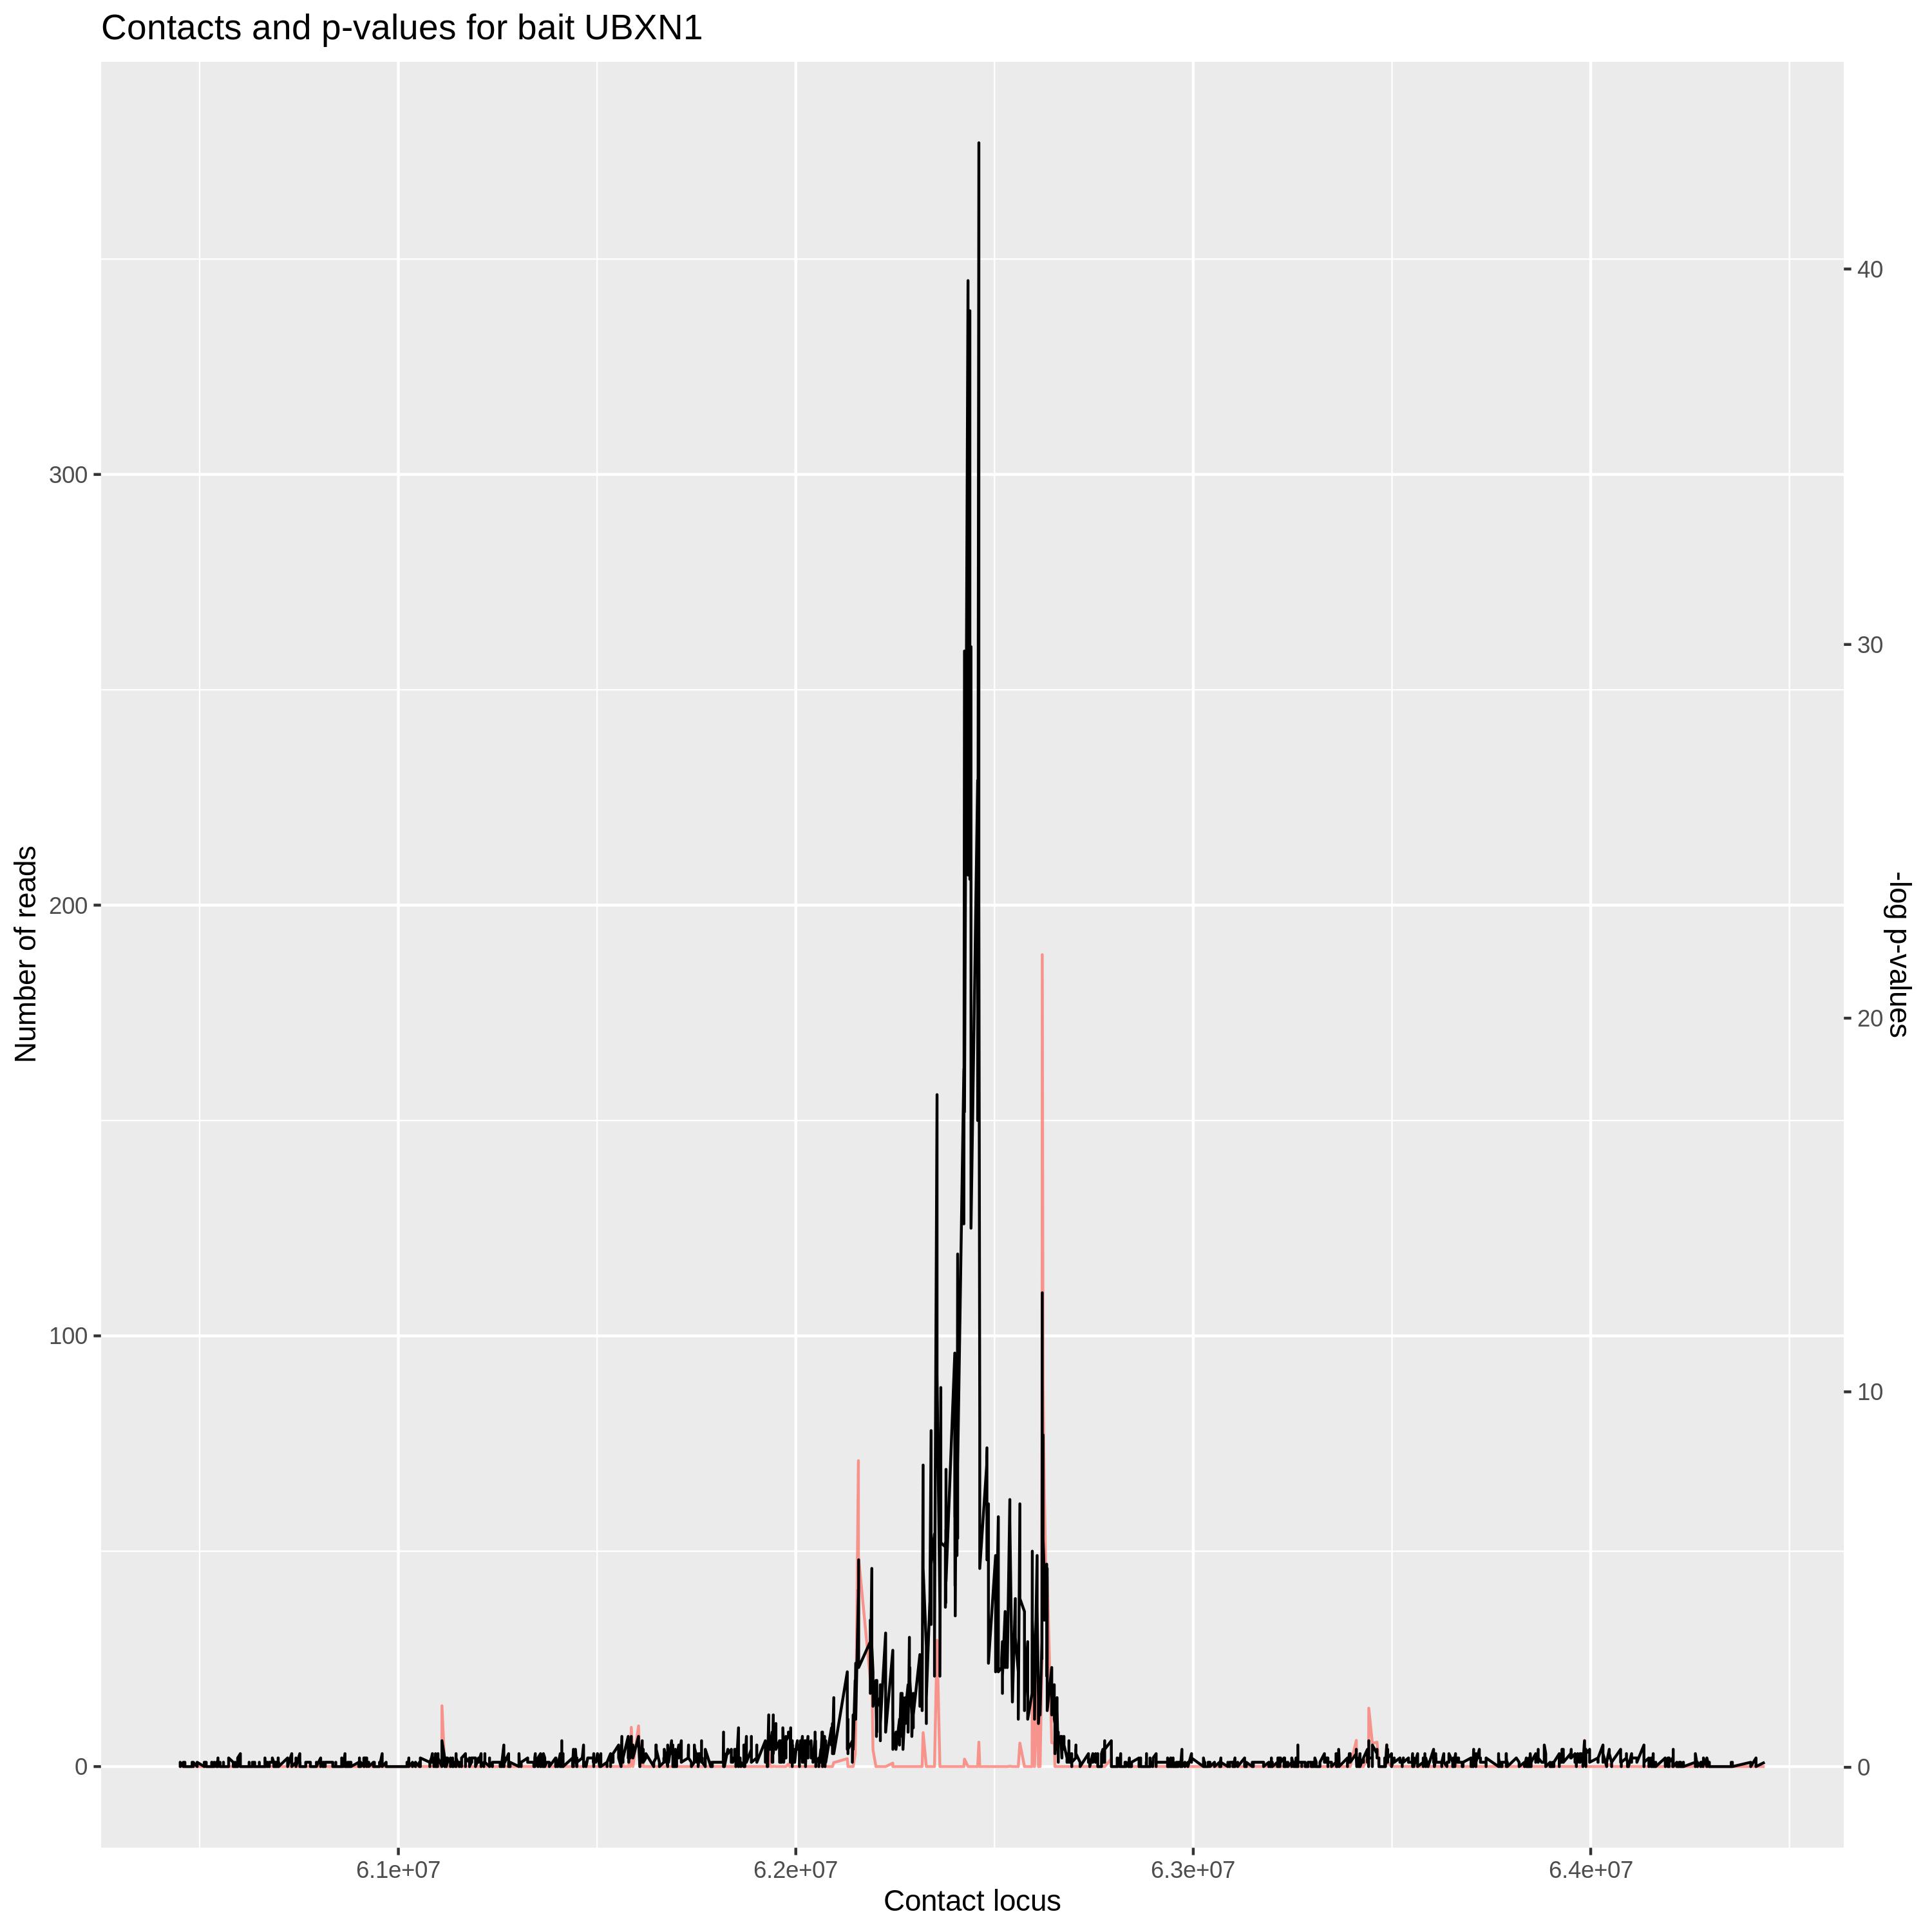 Contacts and p-values for bait UBXN1
Number of reads
300
200
100
0
40
30
20
10
0
-log p-values
6.1e+07 6.2e+07 6.3e+07 6.4e+07
Contact locus